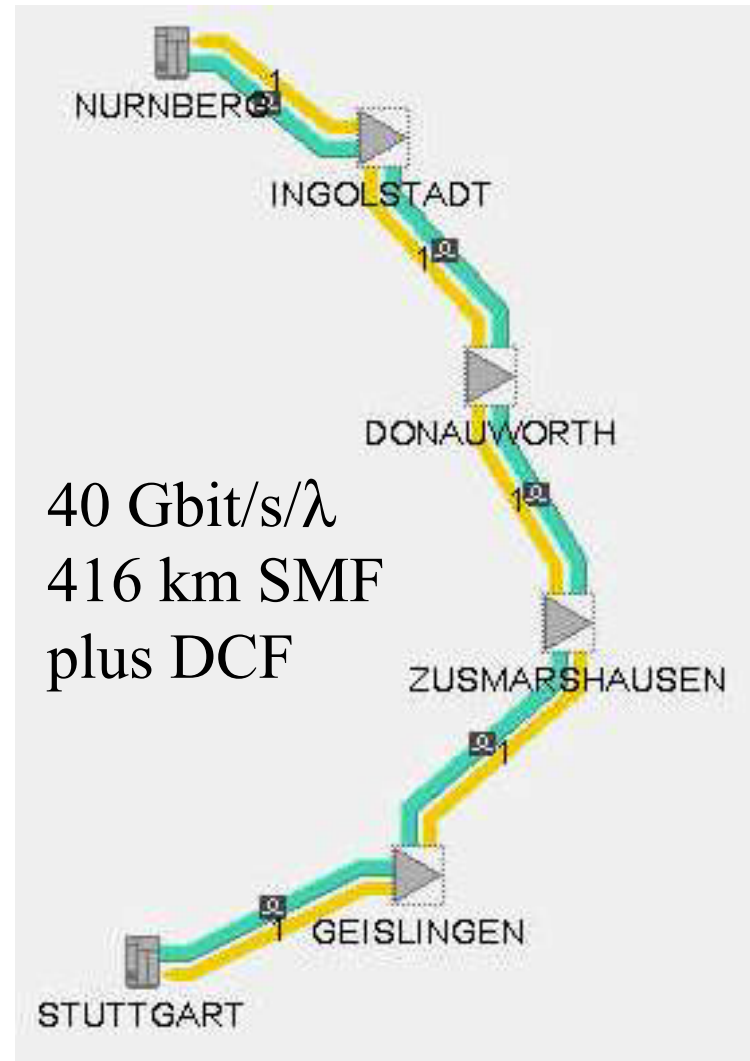 1
NURNBERG
INGOLSTADT
1
DONAUWORTH
1
40 Gbit/s/λ
416 km SMF
plus DCF
ZUSMARSHAUSEN
1
1
GEISLINGEN
STUTTGART